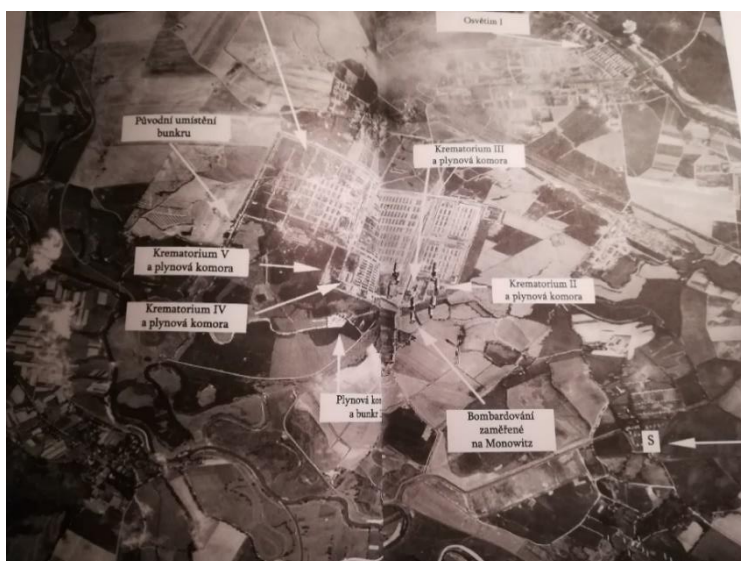 Osvětim I
Původní umístění
bunkru
Krematorium III
a plynová komora
Krematorium V
a plynová komora
Krematorium II
a plynová komora
Krematorium IV
a plynová komora
Plynová
a bunkr
Bombardování
zaměřené
na Monowitz
S